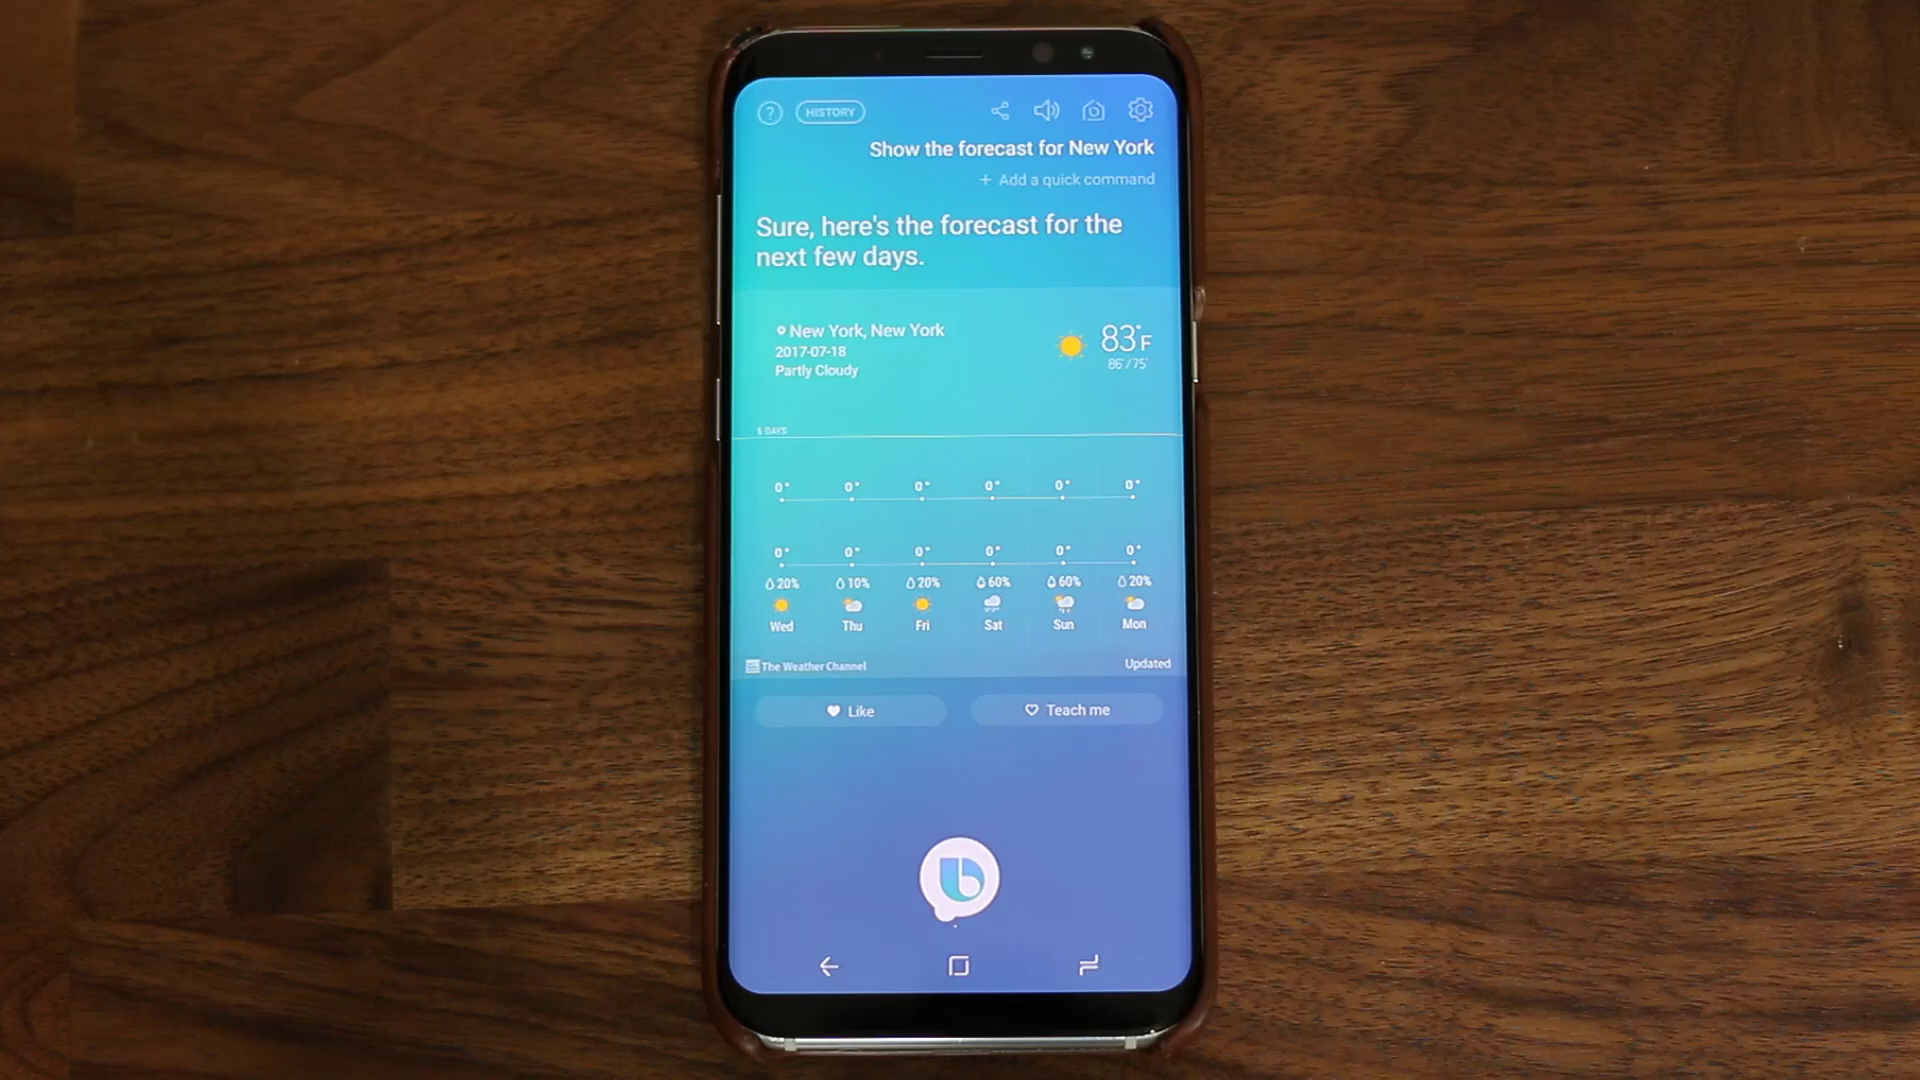 ?
HISTORY
Show the forecast for New York
+ Add a quick command
Sure, here's the forecast for the
next few days.
New York, New York
2017-07-18
Partly Cloudy
83°F
86°/75°
6 DAYS
0° 0° 0° 0° 0° 0°
0° 0° 0° 0° 0° 0°
20% 10% 20% 60% 60% 20%
Wed Thu Fri Sat Sun Mon
The Weather Channel
Updated
Like
Teach me
b